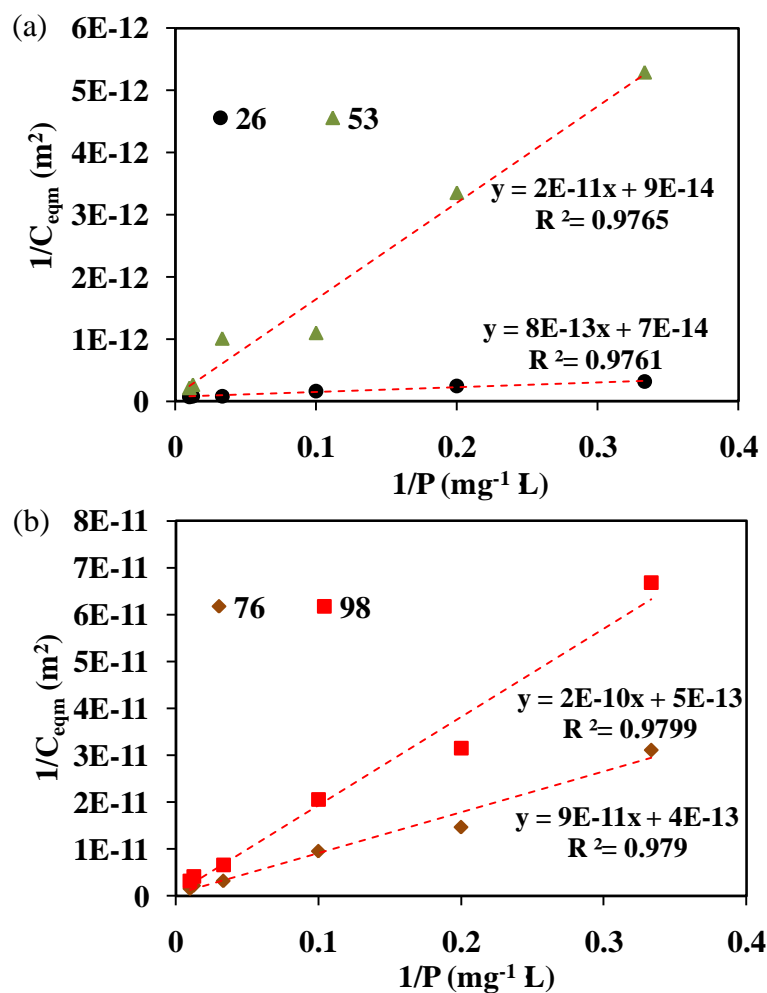 (a)
6E-12
5E-12
4E-12
3E-12
2E-12
1E-12
0
1/Ceqm (m²)
26 53
y = 2E-11x + 9E-14
R ²= 0.9765
y = 8E-13x + 7E-14
R ²= 0.9761
0 0.1 0.2 0.3 0.4
1/P (mg⁻¹ L)
(b)
8E-11
7E-11
6E-11
5E-11
4E-11
3E-11
2E-11
1E-11
0
1/Ceqm (m²)
76 98
y = 2E-10x + 5E-13
R ²= 0.9799
y = 9E-11x + 4E-13
R ²= 0.979
0 0.1 0.2 0.3 0.4
1/P (mg⁻¹ L)